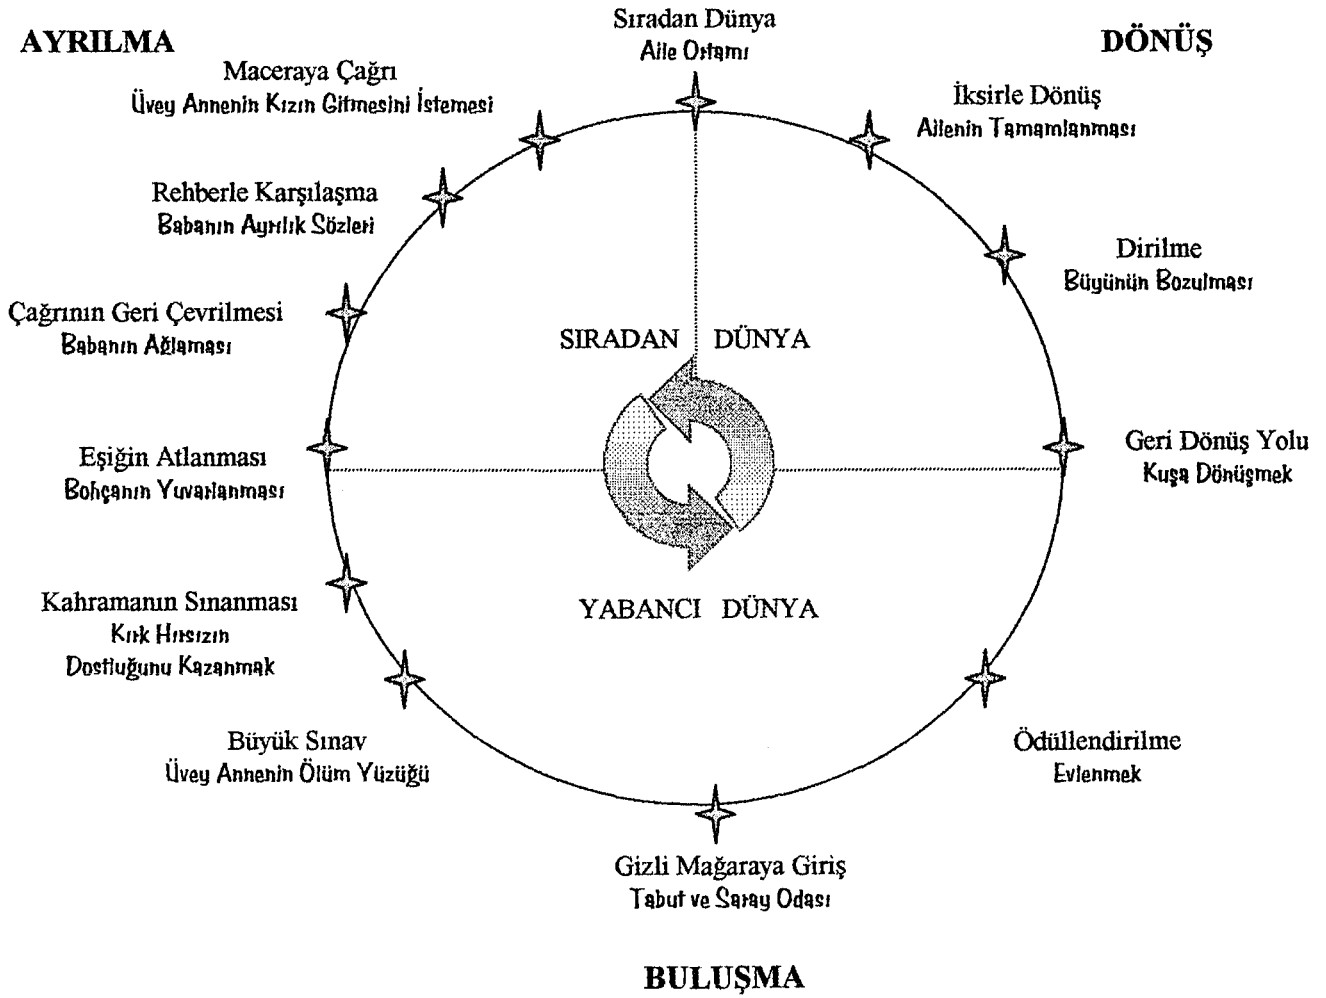 AYRILMA
DÖNÜŞ
Sıradan Dünya
Aile Ortamı
Maceraya Çağrı
Üvey Annenin Kızın Gitmesini İstemesi
Rehberle Karşılaşma
Babanın Ayrılık Sözleri
Çağrının Geri Çevrilmesi
Babanın Ağlaması
Eşiğin Atlanması
Bohçanın Yuvarlanması
Kahramanın Sınanması
Kırk Hırsızın
Dostluğunu Kazanmak
Büyük Sınav
Üvey Annenin Ölüm Yüzüğü
Gizli Mağaraya Giriş
Tabut ve Saray Odası
Ödüllendirilme
Evlenmek
Geri Dönüş Yolu
Kuşa Dönüşmek
Dirilme
Büyünün Bozulması
İksirle Dönüş
Ailenin Tamamlanması
SIRADAN DÜNYA
YABANCI DÜNYA
BULUŞMA